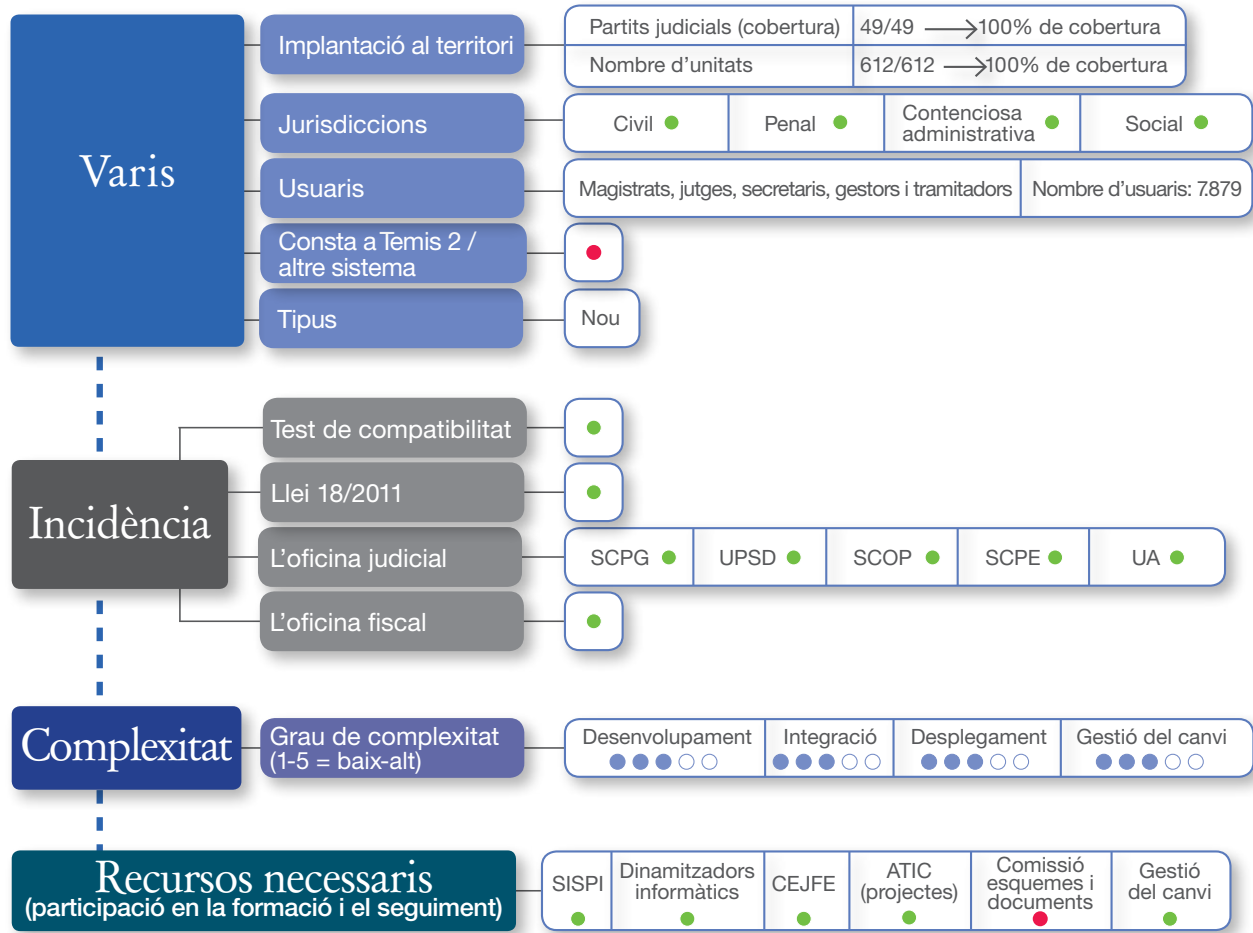 Varis
Implantació al territori
Partits judicials (cobertura) 49/49 → 100% de cobertura
Nombre d'unitats 612/612 → 100% de cobertura
Jurisdiccions
Civil
Penal
Contenciosa
administrativa
Social
Usuaris
Magistrats, jutges, secretaris, gestors i tramitadors
Nombre d'usuaris: 7.879
Consta a Temis 2 /
altre sistema
Tipus
Nou
Incidència
Test de compatibilitat
Llei 18/2011
L'oficina judicial
SCPG
UPSD
SCOP
SCPE
UA
L'oficina fiscal
Complexitat
Grau de complexitat
(1-5 = baix-alt)
Desenvolupament
Integració
Desplegament
Gestió del canvi
Recursos necessaris
(participació en la formació i el seguiment)
SISPI
Dinamitzadors
informàtics
CEJFE
ATIC
(projectes)
Comissió
esquemes i
documents
Gestió
del canvi